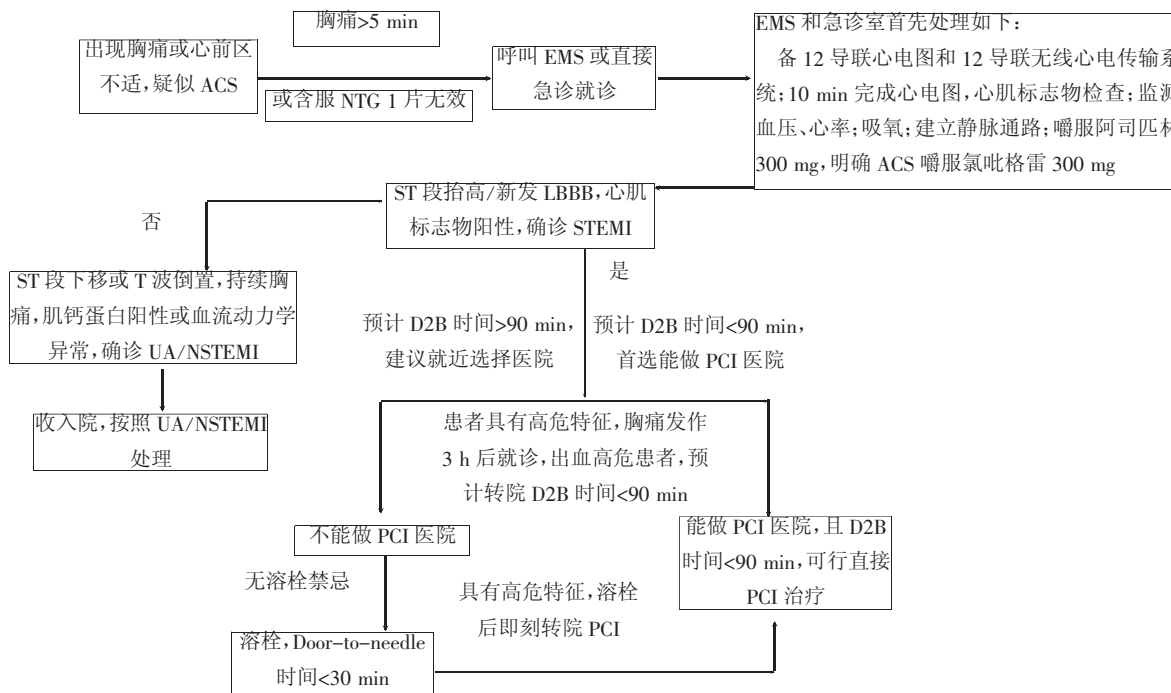 胸痛>5 min
出现胸痛或心前区
不适,疑似 ACS
或含服 NTG 1 片无效
呼叫 EMS 或直接
急诊就诊
EMS 和急诊室首先处理如下:
备 12 导联心电图和 12 导联无线心电传输系
统;10 min 完成心电图,心肌标志物检查;监测
血压、心率;吸氧;建立静脉通路;嚼服阿司匹林
300 mg,明确 ACS 嚼服氯吡格雷 300 mg
ST 段抬高/新发 LBBB,心肌
标志物阳性,确诊 STEMI
否
是
ST 段下移或 T 波倒置,持续胸
痛,肌钙蛋白阳性或血流动力学
异常,确诊 UA/NSTEMI
收入院,按照 UA/NSTEMI
处理
预计 D2B 时间>90 min,
建议就近选择医院
预计 D2B 时间<90 min,
首选能做 PCI 医院
患者具有高危特征,胸痛发作
3 h 后就诊,出血高危患者,预
计转院 D2B 时间<90 min
不能做 PCI 医院
能做 PCI 医院,且 D2B
时间<90 min,可行直接
PCI 治疗
无溶栓禁忌
具有高危特征,溶栓
后即刻转院 PCI
溶栓,Door-to-needle
时间<30 min